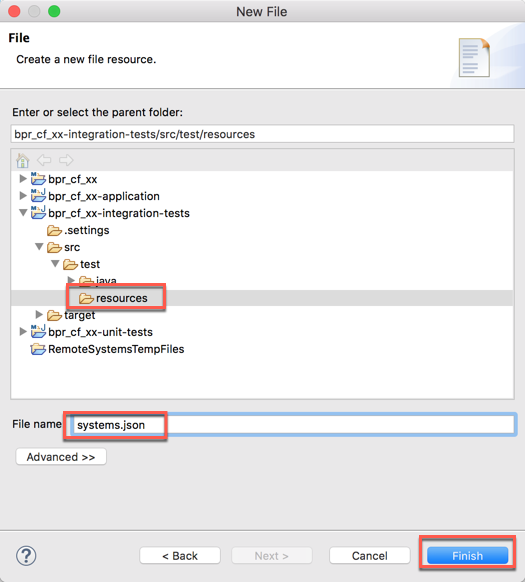 New File
File
Create a new file resource.
Enter or select the parent folder:
bpr_cf_xx-integration-tests/src/test/resources
bpr_cf_xx
bpr_cf_xx-application
bpr_cf_xx-integration-tests
.settings
src
test
java
resources
target
bpr_cf_xx-unit-tests
RemoteSystemsTempFiles
File name
systems.json
Advanced >>
?
< Back
Next >
Cancel
Finish